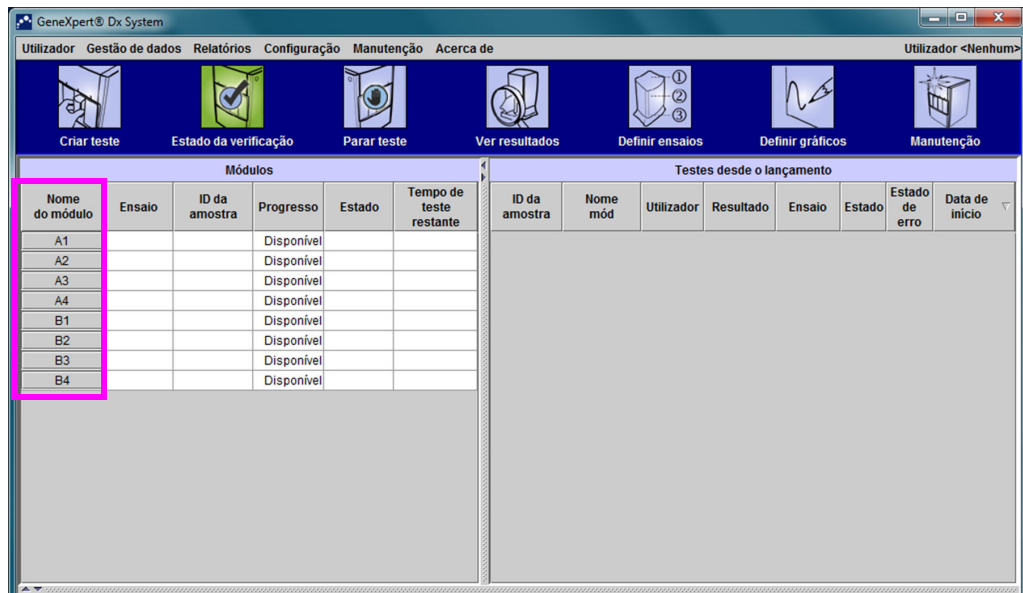 GeneXpert® Dx System
Utilizador Gestão de dados Relatórios Configuração Manutenção Acerca de Utilizador <Nenhum>
Criar teste Estado da verificação Parar teste Ver resultados Definir ensaios Definir gráficos Manutenção
Módulos
Nome do módulo Ensaio ID da amostra Progresso Estado Tempo de teste restante
A1 Disponível
A2 Disponível
A3 Disponível
A4 Disponível
B1 Disponível
B2 Disponível
B3 Disponível
B4 Disponível
Testes desde o lançamento
ID da amostra Nome mód Utilizador Resultado Ensaio Estado Estado de erro Data de início